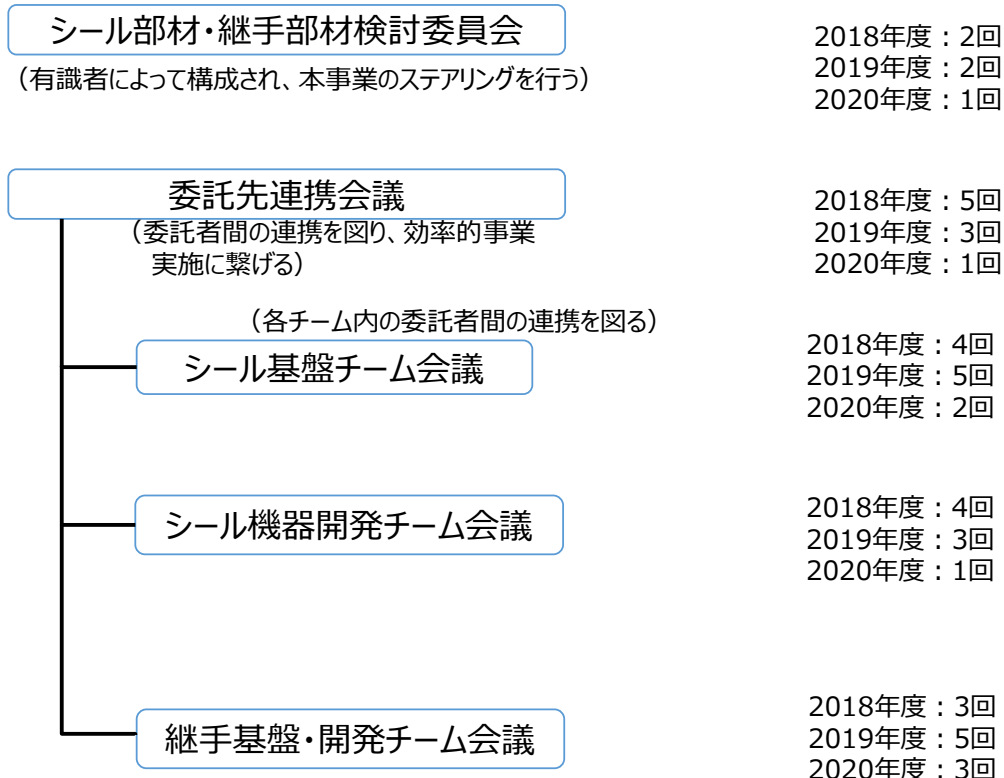 シール部材・継手部材検討委員会
（有識者によって構成され、本事業のステアリングを行う）
2018年度：2回
2019年度：2回
2020年度：1回
委託先連携会議
（委託者間の連携を図り、効率的事業
実施に繋げる）
2018年度：5回
2019年度：3回
2020年度：1回
（各チーム内の委託者間の連携を図る）
シール基盤チーム会議
2018年度：4回
2019年度：5回
2020年度：2回
シール機器開発チーム会議
2018年度：4回
2019年度：3回
2020年度：1回
継手基盤・開発チーム会議
2018年度：3回
2019年度：5回
2020年度：3回